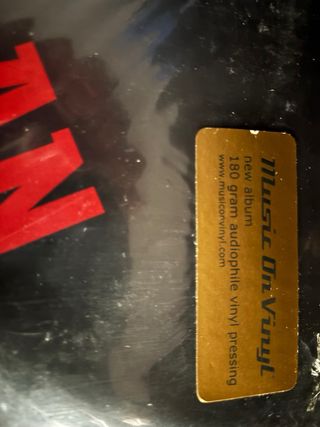 Music On Vinyl
new album
180 gram audiophile vinyl pressing
www.musiconvinyl.com